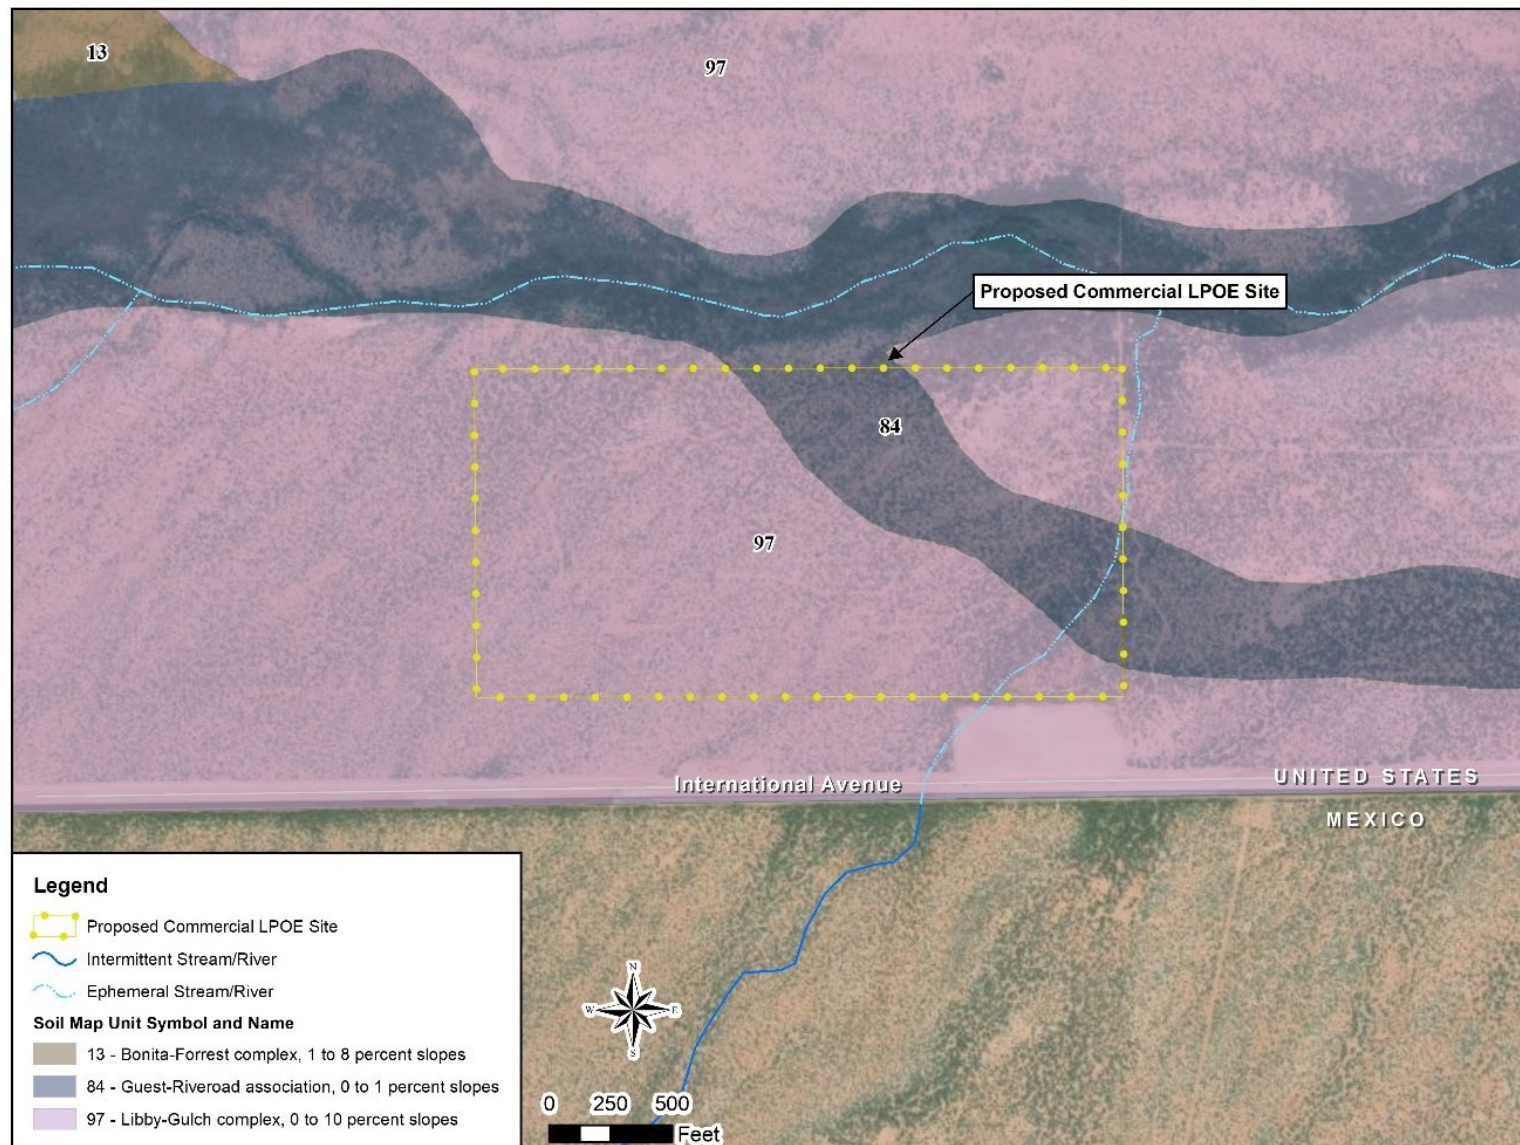 13
97
Proposed Commercial LPOE Site
84
97
International Avenue
UNITED STATES
MEXICO
Legend
Proposed Commercial LPOE Site
Intermittent Stream/River
Ephemeral Stream/River
Soil Map Unit Symbol and Name
13 - Bonita-Forrest complex, 1 to 8 percent slopes
84 - Guest-Riveroad association, 0 to 1 percent slopes
97 - Libby-Gulch complex, 0 to 10 percent slopes
N
W E
S
0 250 500
Feet